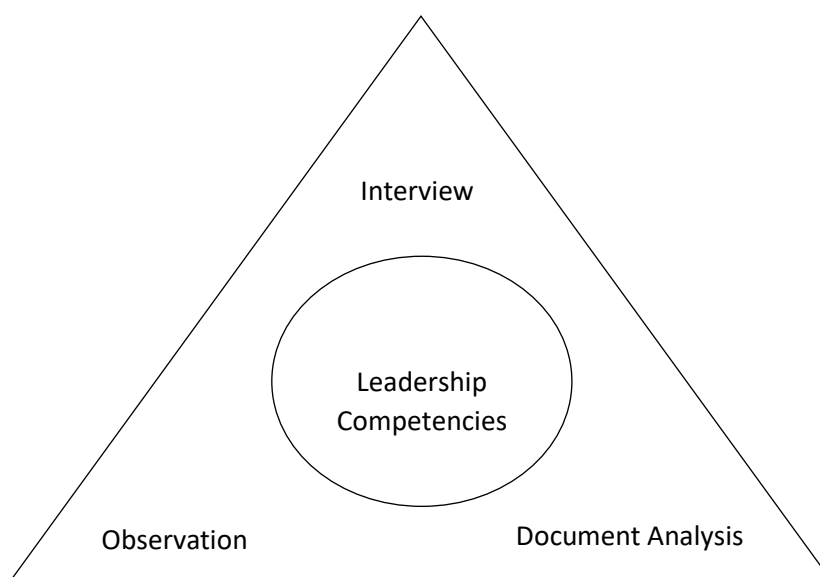 Interview
Leadership
Competencies
Observation
Document Analysis